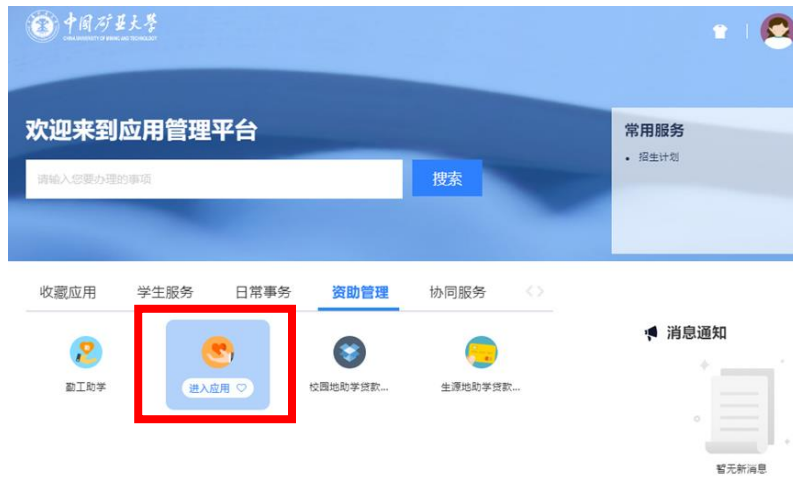 中国矿业大学
CHINA UNIVERSITY OF MINING AND TECHNOLOGY
欢迎来到应用管理平台
请输入您要办理的事项
搜索
常用服务
• 招生计划
收藏应用 学生服务 日常事务 资助管理 协同服务
勤工助学 进入应用 校园地助学贷款... 生源地助学贷款...
消息通知
暂无新消息